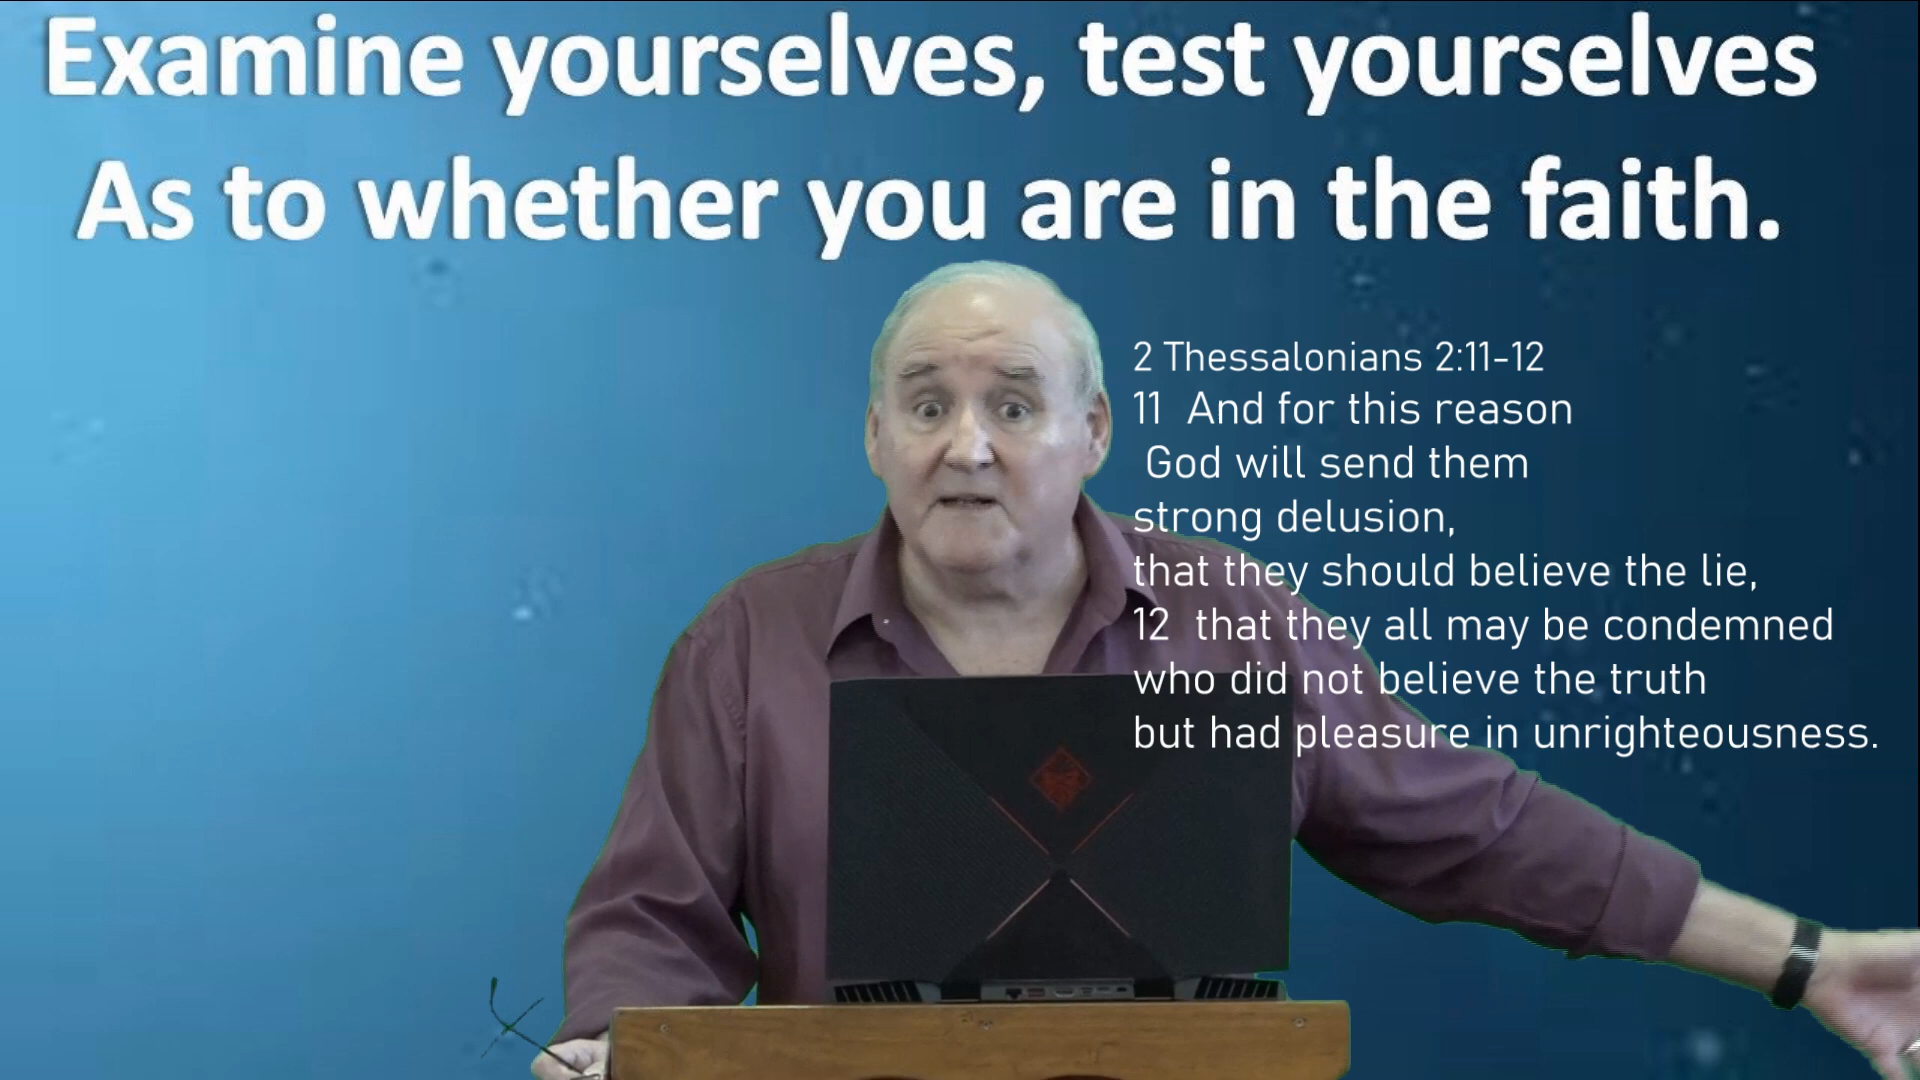 Examine yourselves, test yourselves
As to whether you are in the faith.
2 Thessalonians 2:11-12
11 And for this reason
God will send them
strong delusion,
that they should believe the lie,
12 that they all may be condemned
who did not believe the truth
but had pleasure in unrighteousness.